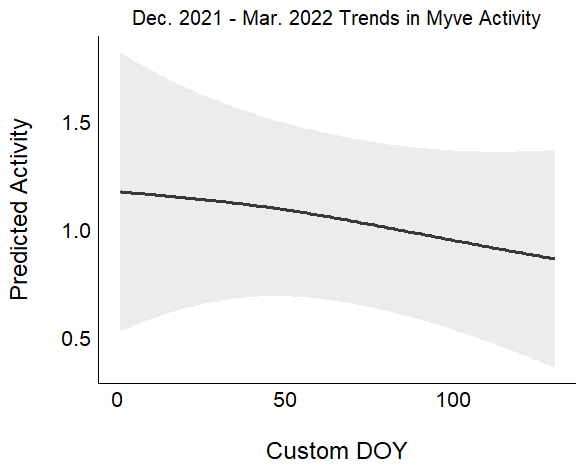 Dec. 2021 - Mar. 2022 Trends in Myve Activity
Predicted Activity
1.5
1.0
0.5
0 50 100
Custom DOY